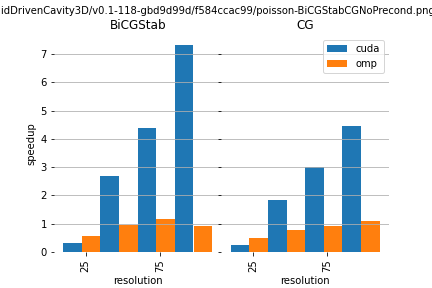 idDrivenCavity3D/v0.1-118-gbd9d99d/f584ccac99/poisson-BiCGStabCGNoPrecond.png
BiCGStab
CG
cuda
omp
7
6
5
4
3
2
1
0
speedup
25
75
25
75
resolution
resolution